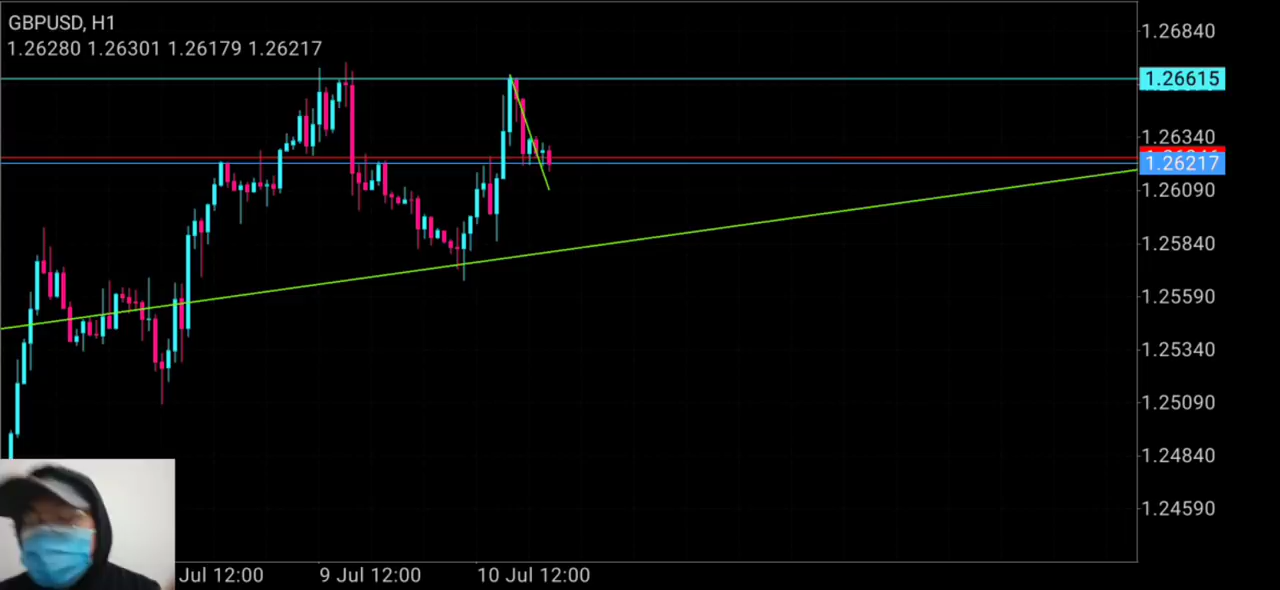 GBPUSD, H1
1.26280 1.26301 1.26179 1.26217
1.26840
1.26615
1.26340
1.26217
1.26090
1.25840
1.25590
1.25340
1.25090
1.24840
1.24590
Jul 12:00
9 Jul 12:00
10 Jul 12:00